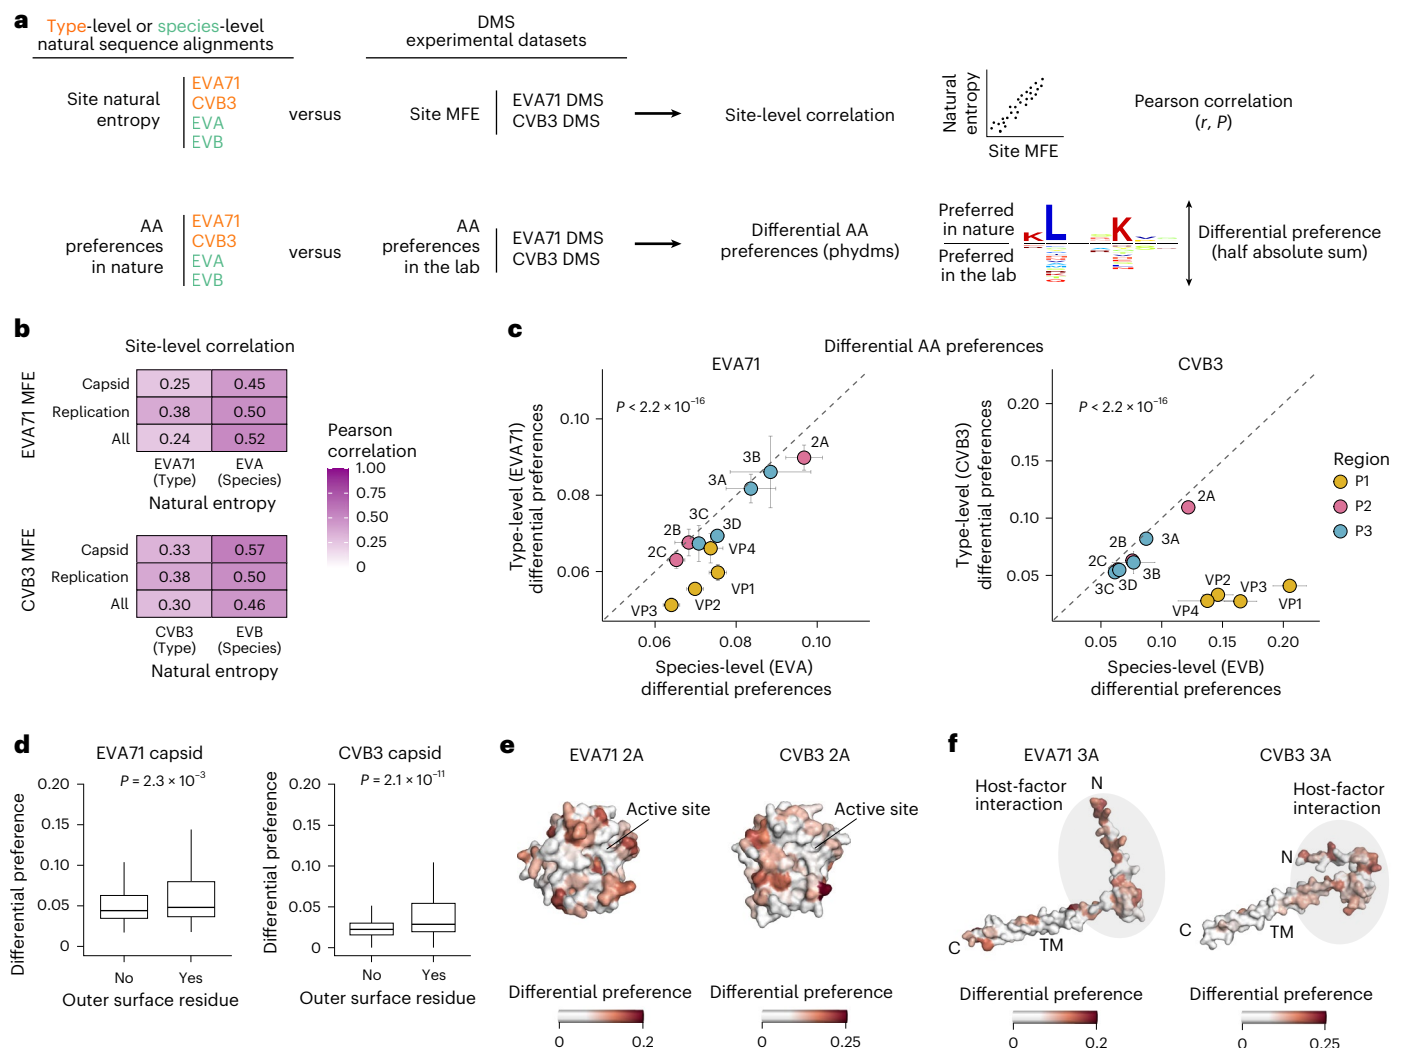 a
Type-level or species-level
natural sequence alignments
DMS
experimental datasets
Site natural
entropy
EVA71
CVB3
EVA
EVB
versus
Site MFE
EVA71 DMS
CVB3 DMS
Site-level correlation
Natural
entropy
Site MFE
Pearson correlation
(r, P)
AA
preferences
in nature
EVA71
CVB3
EVA
EVB
versus
AA
preferences
in the lab
EVA71 DMS
CVB3 DMS
Differential AA
preferences (phydms)
Preferred
in nature
Preferred
in the lab
K L K
Differential preference
(half absolute sum)
b
Site-level correlation
EVA71 MFE
Capsid 0.25 0.45
Replication 0.38 0.50
All 0.24 0.52
EVA71 EVA
(Type) (Species)
Natural entropy
CVB3 MFE
Capsid 0.33 0.57
Replication 0.38 0.50
All 0.30 0.46
CVB3 EVB
(Type) (Species)
Natural entropy
Pearson
correlation
1.00
0.75
0.50
0.25
0
c
Differential AA preferences
EVA71
P < 2.2 × 10−16
Type-level (EVA71)
differential preferences
0.10
0.08
0.06
2A
3B
3A
3C
3D
2B
2C
VP4
VP1
VP2
VP3
0.06 0.08 0.10
Species-level (EVA)
differential preferences
CVB3
P < 2.2 × 10−16
Type-level (CVB3)
differential preferences
0.20
0.15
0.10
0.05
2A
3A
2B
2C
3B
3D
3C
VP2
VP3
VP4
VP1
0.05 0.10 0.15 0.20
Species-level (EVB)
differential preferences
Region
P1
P2
P3
d
EVA71 capsid
P = 2.3 × 10−3
Differential preference
0.20
0.15
0.10
0.05
0
No Yes
Outer surface residue
CVB3 capsid
P = 2.1 × 10−11
Differential preference
0.20
0.15
0.10
0.05
0
No Yes
Outer surface residue
e
EVA71 2A
Active site
Differential preference
0 0.2
CVB3 2A
Active site
Differential preference
0 0.25
f
EVA71 3A
Host-factor
interaction
N
C
TM
Differential preference
0 0.2
CVB3 3A
Host-factor
interaction
N
C
TM
Differential preference
0 0.25